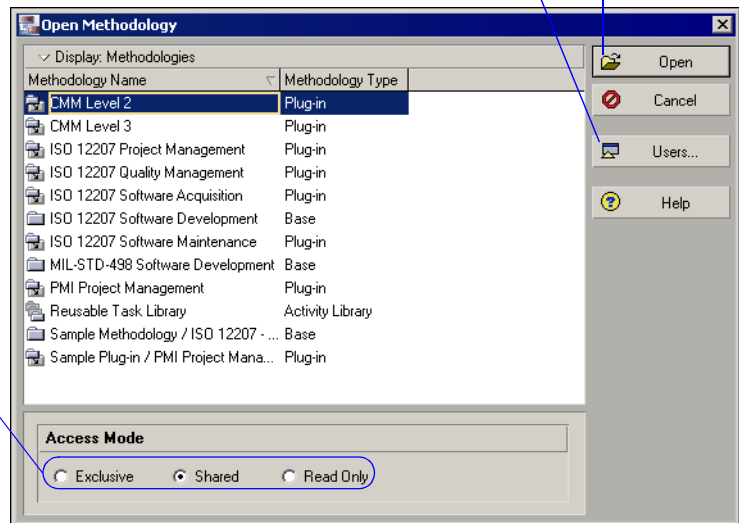 Open Methodology
Display: Methodologies
Methodology Name Methodology Type
CMM Level 2 Plug-in
CMM Level 3 Plug-in
ISO 12207 Project Management Plug-in
ISO 12207 Quality Management Plug-in
ISO 12207 Software Acquisition Plug-in
ISO 12207 Software Development Base
ISO 12207 Software Maintenance Plug-in
MIL-STD-498 Software Development Base
PMI Project Management Plug-in
Reusable Task Library Activity Library
Sample Methodology / ISO 12207 - ... Base
Sample Plug-in / PMI Project Mana... Plug-in
Open
Cancel
Users...
Help
Access Mode
Exclusive Shared Read Only